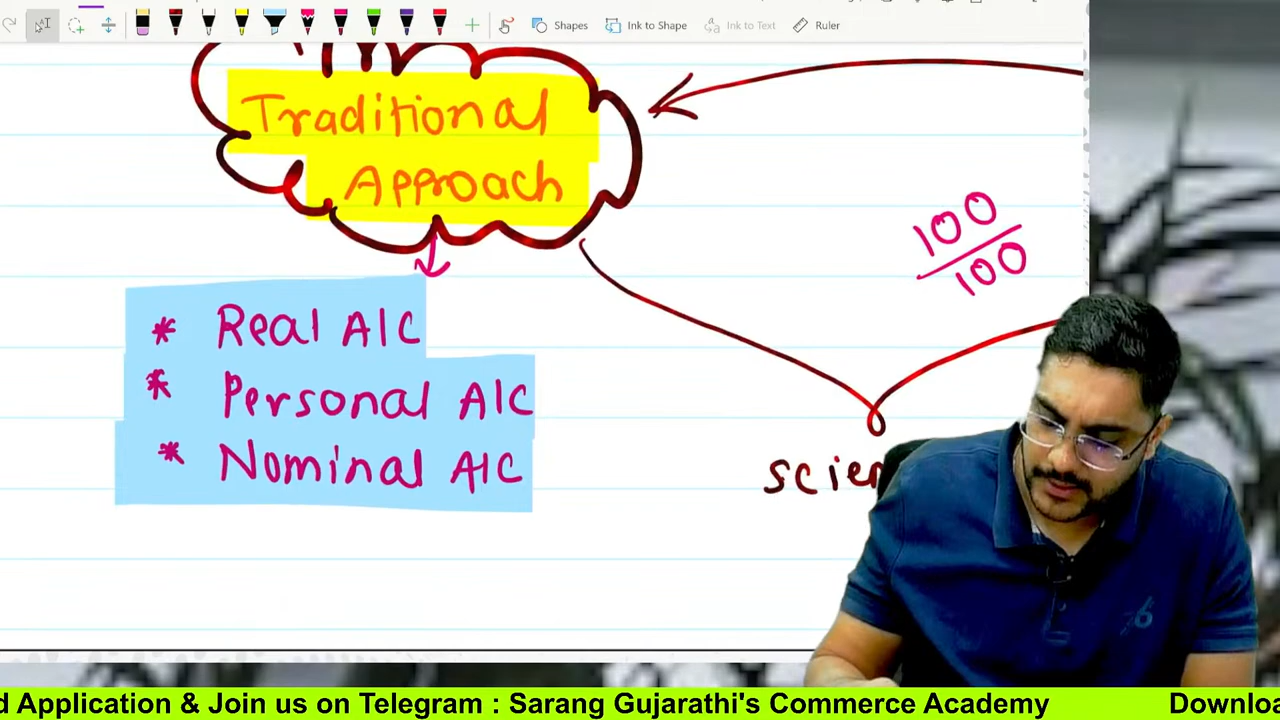 Shapes
Ink to Shape
Ink to Text
Ruler
Traditional
Approach
100
100
* Real A/C
* Personal A/C
* Nominal A/C
Application & Join us on Telegram : Sarang Gujarathi's Commerce Academy